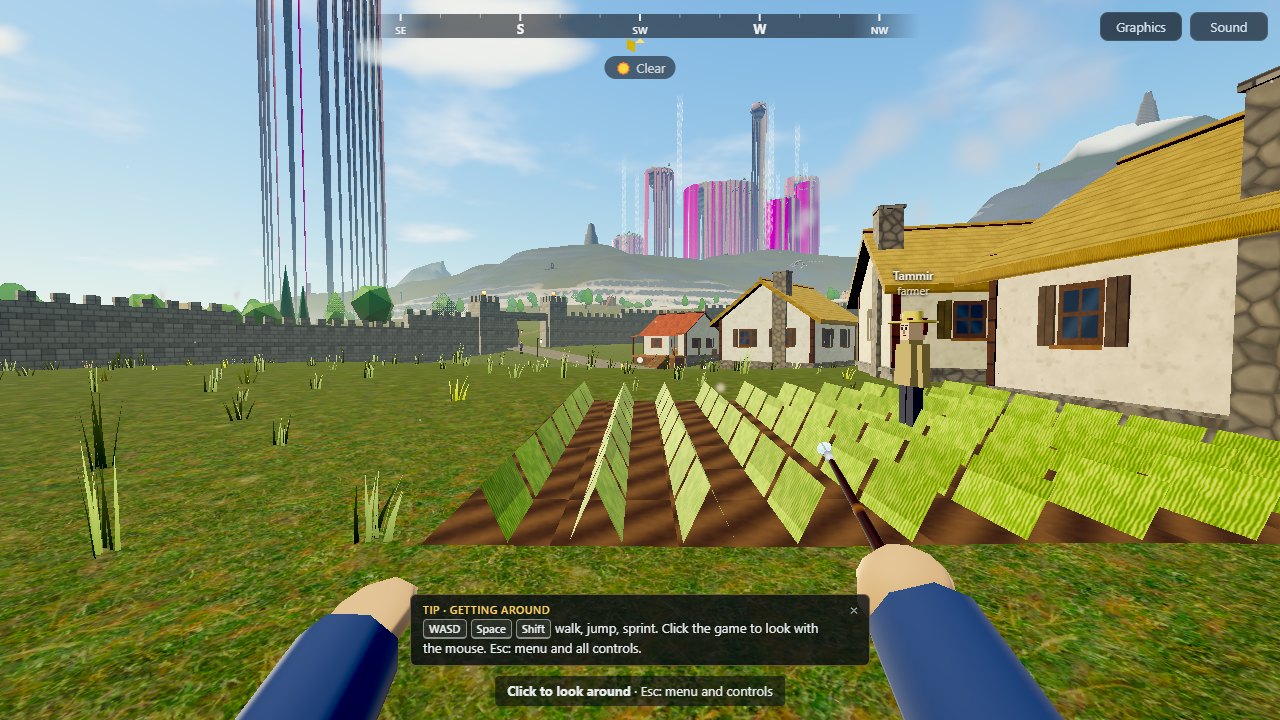 SE S SW W NW
Graphics
Sound
Clear
Tammir
farmer
TIP · GETTING AROUND
WASD Space Shift walk, jump, sprint. Click the game to look with
the mouse. Esc: menu and all controls.
Click to look around · Esc: menu and controls